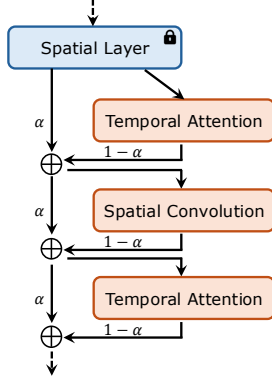 Spatial Layer
α
Temporal Attention
1 − α
α
Spatial Convolution
1 − α
α
Temporal Attention
1 − α